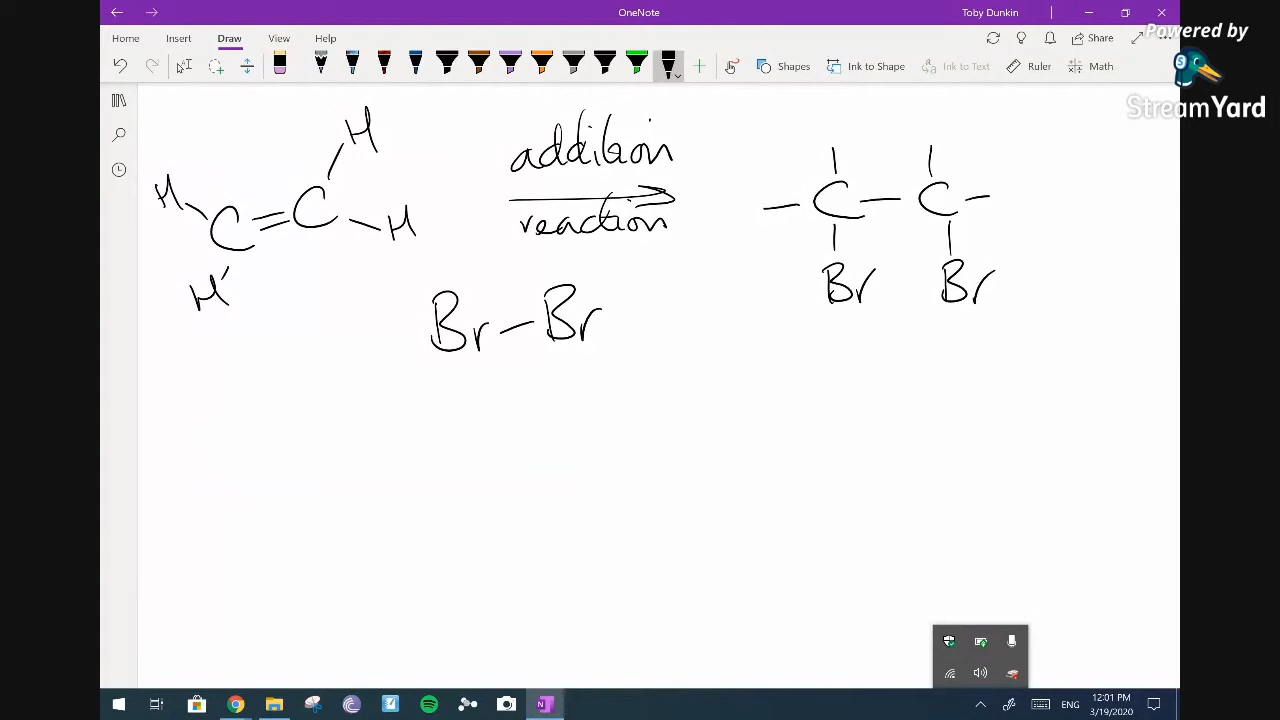 OneNote
Toby Dunkin
Powered by
StreamYard
Home Insert Draw View Help
Share
Shapes
Ink to Shape
Ink to Text
Ruler
Math
H
H
C=C
H
H
addition
reaction
Br-Br
- C - C -
Br Br
ENG
12:01 PM
3/19/2020